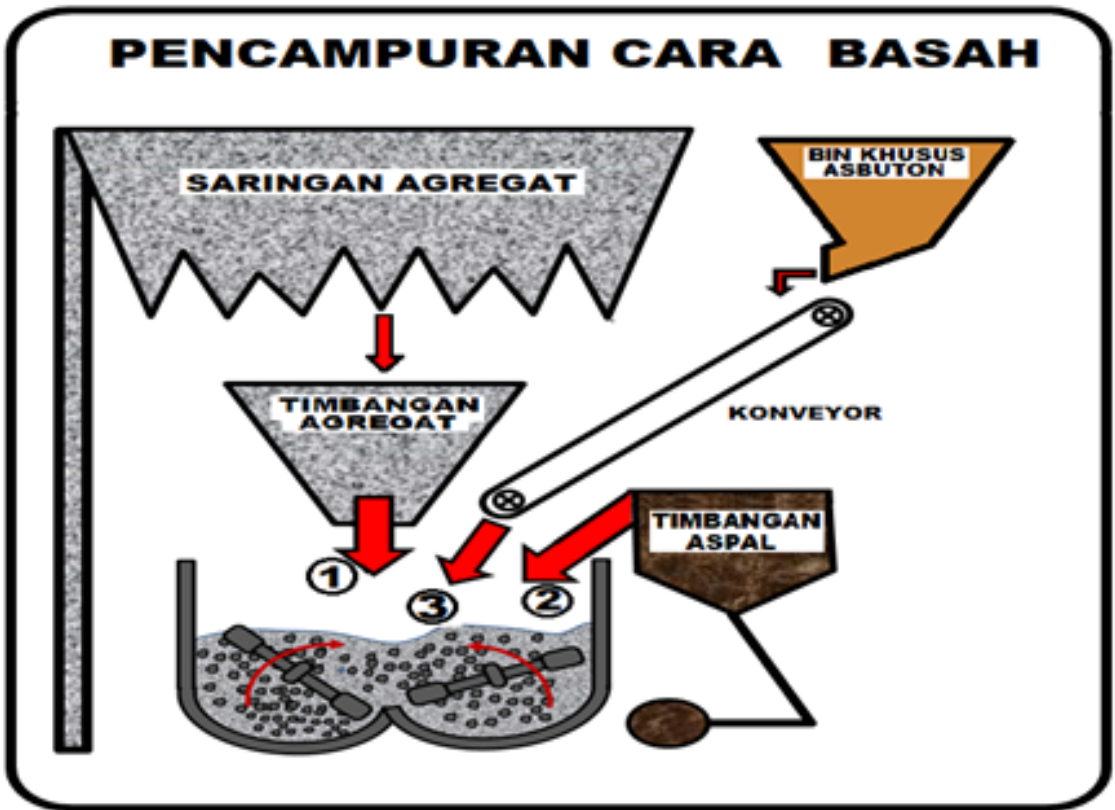 PENCAMPURAN CARA BASAH
SARINGAN AGREGAT
BIN KHUSUS
ASBUTON
TIMBANGAN
AGREGAT
KONVEYOR
TIMBANGAN
ASPAL
1
3
2